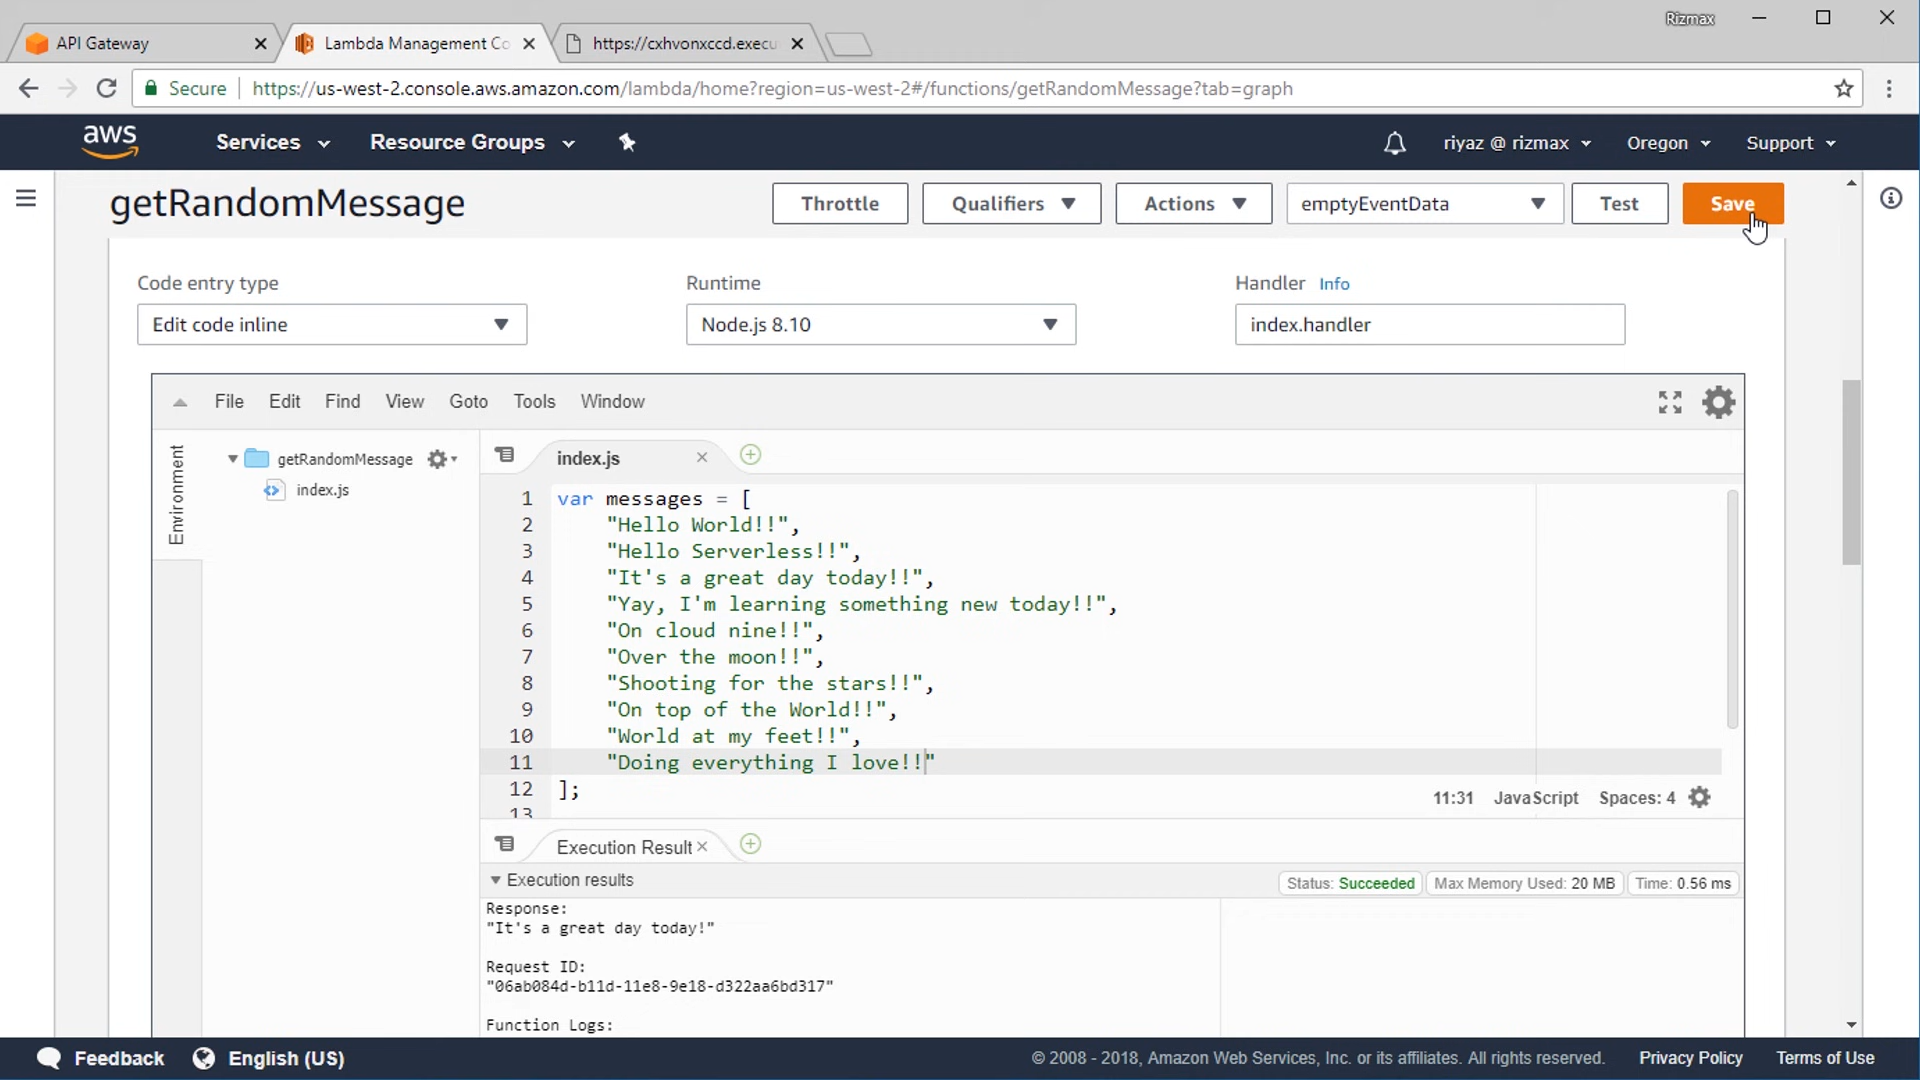 Rizmax
API Gateway
Lambda Management Co
https://cxhvonxccd.execu
Secure
https://us-west-2.console.aws.amazon.com/lambda/home?region=us-west-2#/functions/getRandomMessage?tab=graph
aws
Services
Resource Groups
riyaz @ rizmax
Oregon
Support
getRandomMessage
Throttle
Qualifiers
Actions
emptyEventData
Test
Save
Code entry type
Runtime
Handler Info
Edit code inline
Node.js 8.10
index.handler
File Edit Find View Goto Tools Window
Environment
getRandomMessage
index.js
index.js
1 var messages = [
2 "Hello World!!",
3 "Hello Serverless!!",
4 "It's a great day today!!",
5 "Yay, I'm learning something new today!!",
6 "On cloud nine!!",
7 "Over the moon!!",
8 "Shooting for the stars!!",
9 "On top of the World!!",
10 "World at my feet!!",
11 "Doing everything I love!!"
12 ];
13
11:31 JavaScript Spaces: 4
Execution Result
Execution results
Status: Succeeded
Max Memory Used: 20 MB
Time: 0.56 ms
Response:
"It's a great day today!"
Request ID:
"06ab084d-b11d-11e8-9e18-d322aa6bd317"
Function Logs:
Feedback
English (US)
© 2008 - 2018, Amazon Web Services, Inc. or its affiliates. All rights reserved.
Privacy Policy
Terms of Use